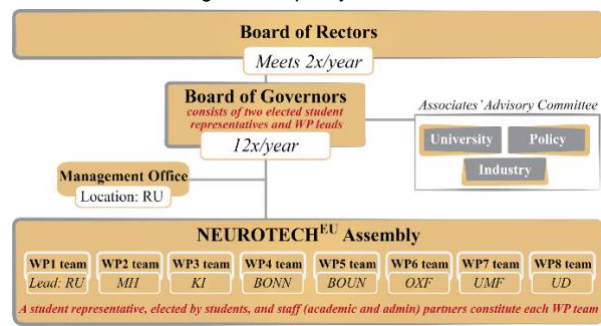 Board of Rectors
Meets 2x/year
Board of Governors
consists of two elected student
representatives and WP leads
12x/year
Associates' Advisory Committee
University
Policy
Industry
Management Office
Location: RU
NEUROTECHᴱᵁ Assembly
WP1 team WP2 team WP3 team WP4 team WP5 team WP6 team WP7 team WP8 team
Lead: RU MH KI BONN BOUN OXF UMF UD
A student representative, elected by students, and staff (academic and admin) partners constitute each WP team